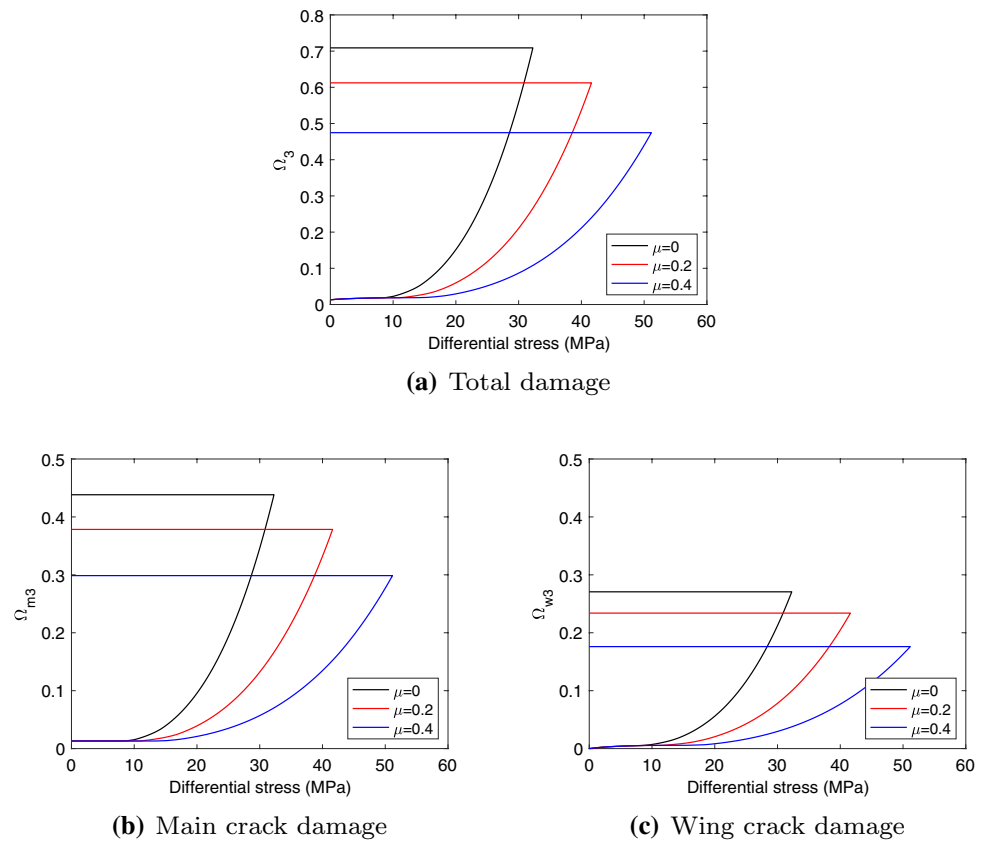 0.8
0.7
0.6
0.5
0.4
0.3
0.2
0.1
0
Ω3
0 10 20 30 40 50 60
Differential stress (MPa)
μ=0
μ=0.2
μ=0.4
(a) Total damage
0.5
0.4
0.3
0.2
0.1
0
Ωm3
0 10 20 30 40 50 60
Differential stress (MPa)
μ=0
μ=0.2
μ=0.4
(b) Main crack damage
0.5
0.4
0.3
0.2
0.1
0
Ωw3
0 10 20 30 40 50 60
Differential stress (MPa)
μ=0
μ=0.2
μ=0.4
(c) Wing crack damage